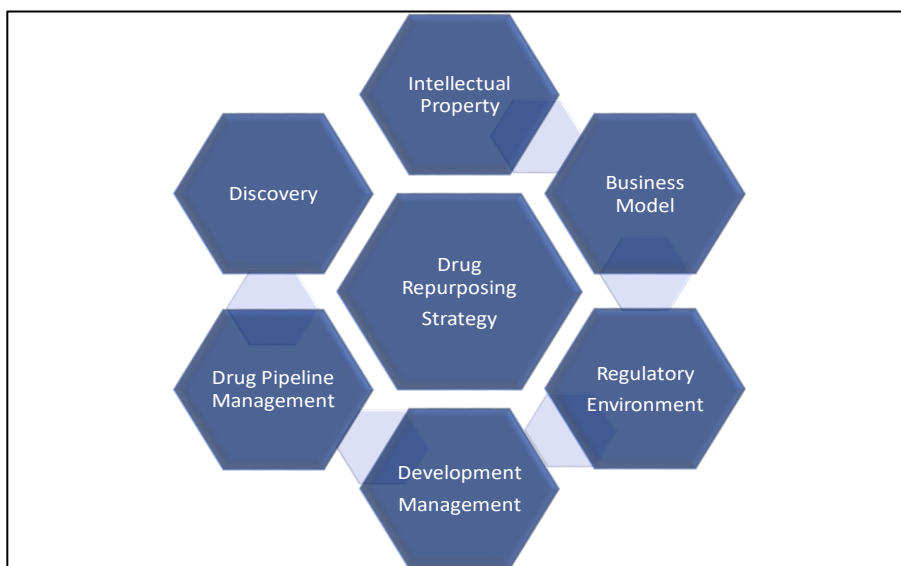 Intellectual
Property
Discovery
Business
Model
Drug
Repurposing
Strategy
Drug Pipeline
Management
Regulatory
Environment
Development
Management